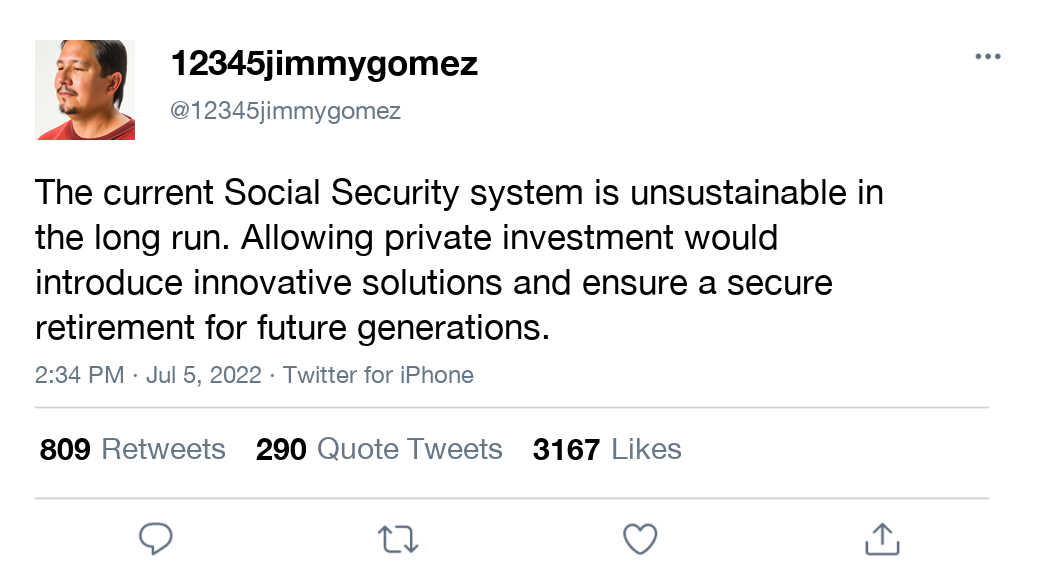 12345jimmygomez
@12345jimmygomez
The current Social Security system is unsustainable in
the long run. Allowing private investment would
introduce innovative solutions and ensure a secure
retirement for future generations.
2:34 PM · Jul 5, 2022 · Twitter for iPhone
809 Retweets 290 Quote Tweets 3167 Likes